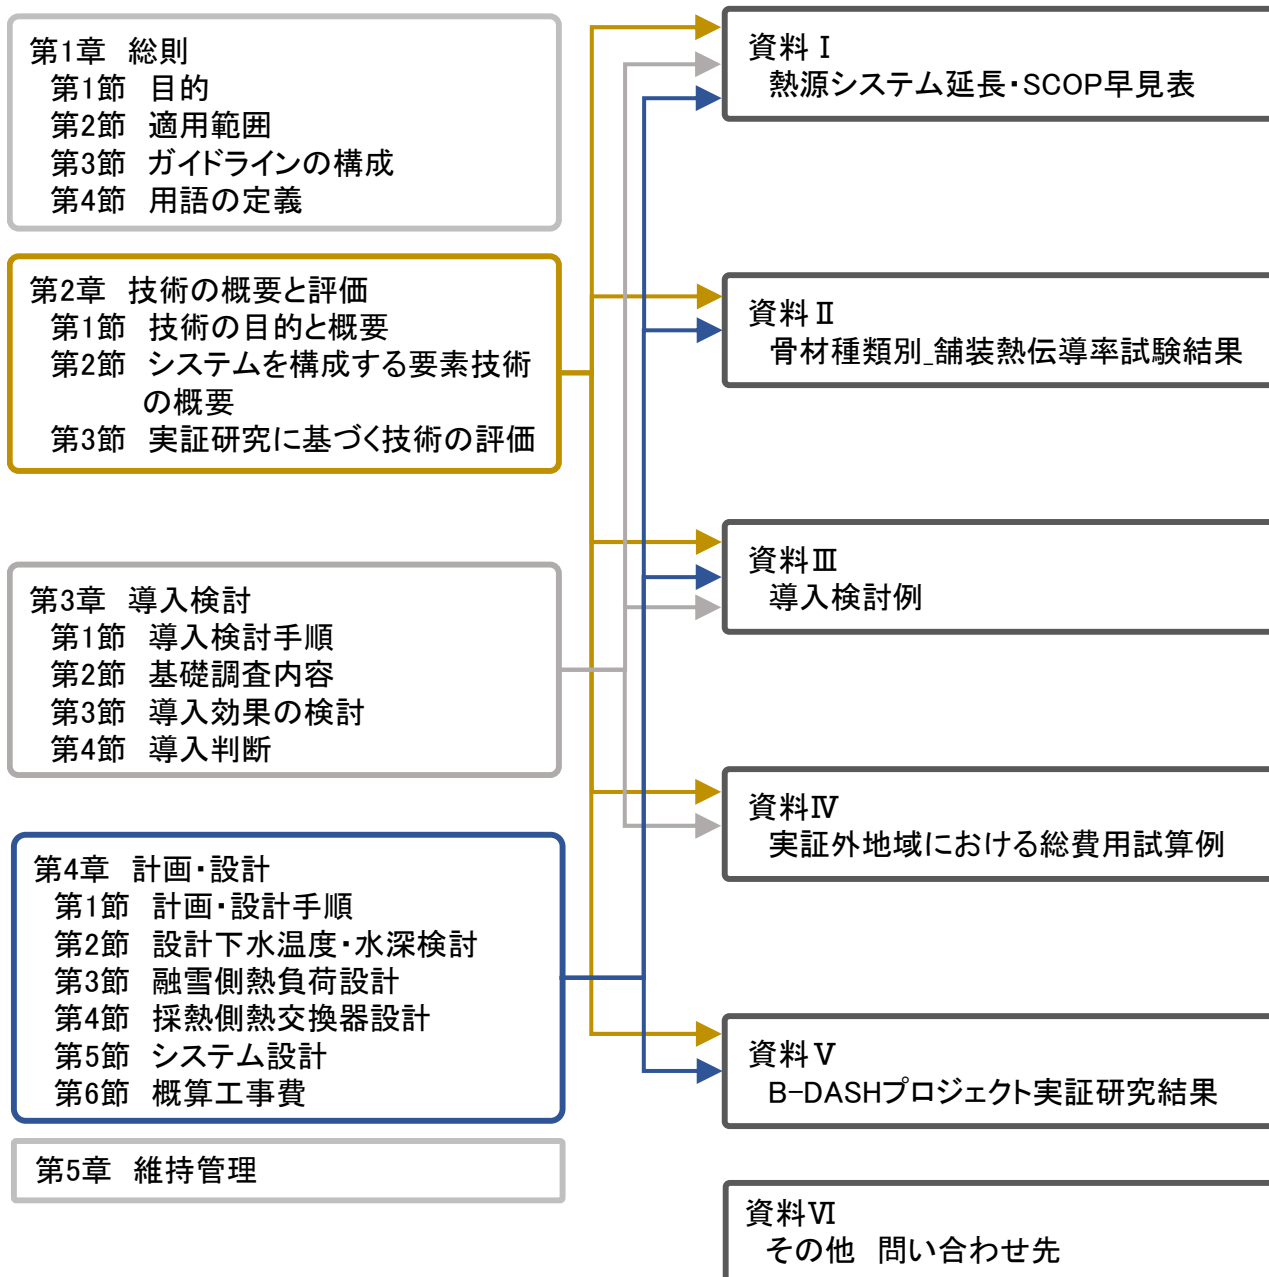 第1章 総則
第1節 目的
第2節 適用範囲
第3節 ガイドラインの構成
第4節 用語の定義
第2章 技術の概要と評価
第1節 技術の目的と概要
第2節 システムを構成する要素技術
の概要
第3節 実証研究に基づく技術の評価
第3章 導入検討
第1節 導入検討手順
第2節 基礎調査内容
第3節 導入効果の検討
第4節 導入判断
第4章 計画・設計
第1節 計画・設計手順
第2節 設計下水温度・水深検討
第3節 融雪側熱負荷設計
第4節 採熱側熱交換器設計
第5節 システム設計
第6節 概算工事費
第5章 維持管理
資料Ⅰ
熱源システム延長・SCOP早見表
資料Ⅱ
骨材種類別_舗装熱伝導率試験結果
資料Ⅲ
導入検討例
資料Ⅳ
実証外地域における総費用試算例
資料Ⅴ
B-DASHプロジェクト実証研究結果
資料Ⅵ
その他 問い合わせ先